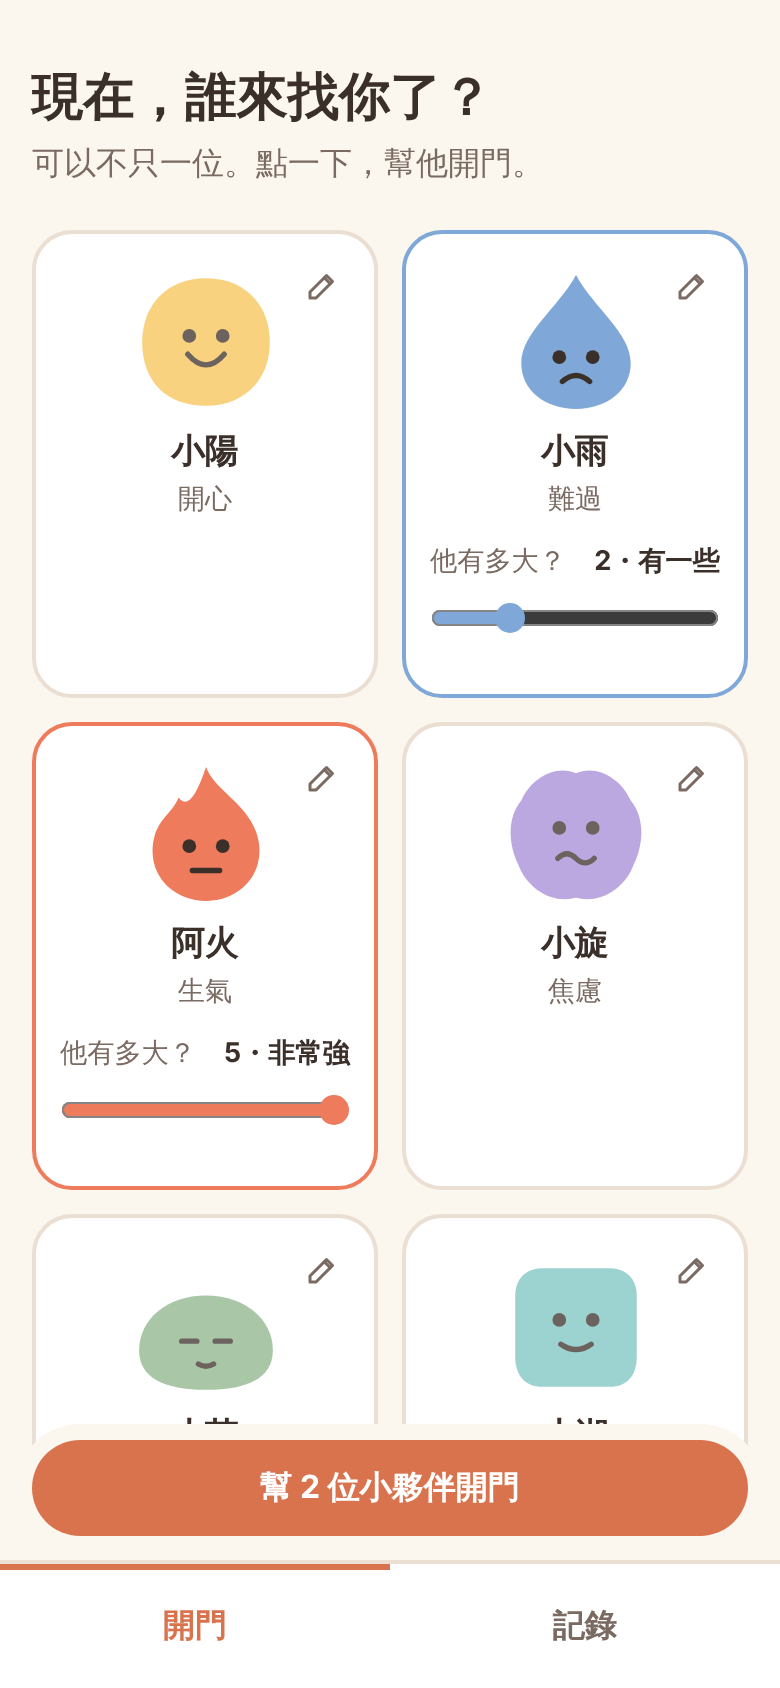 現在，誰來找你了？
可以不只一位。點一下，幫他開門。
小陽
開心
小雨
難過
他有多大？ 2・有一些
阿火
生氣
他有多大？ 5・非常強
小旋
焦慮
幫 2 位小夥伴開門
開門
記錄